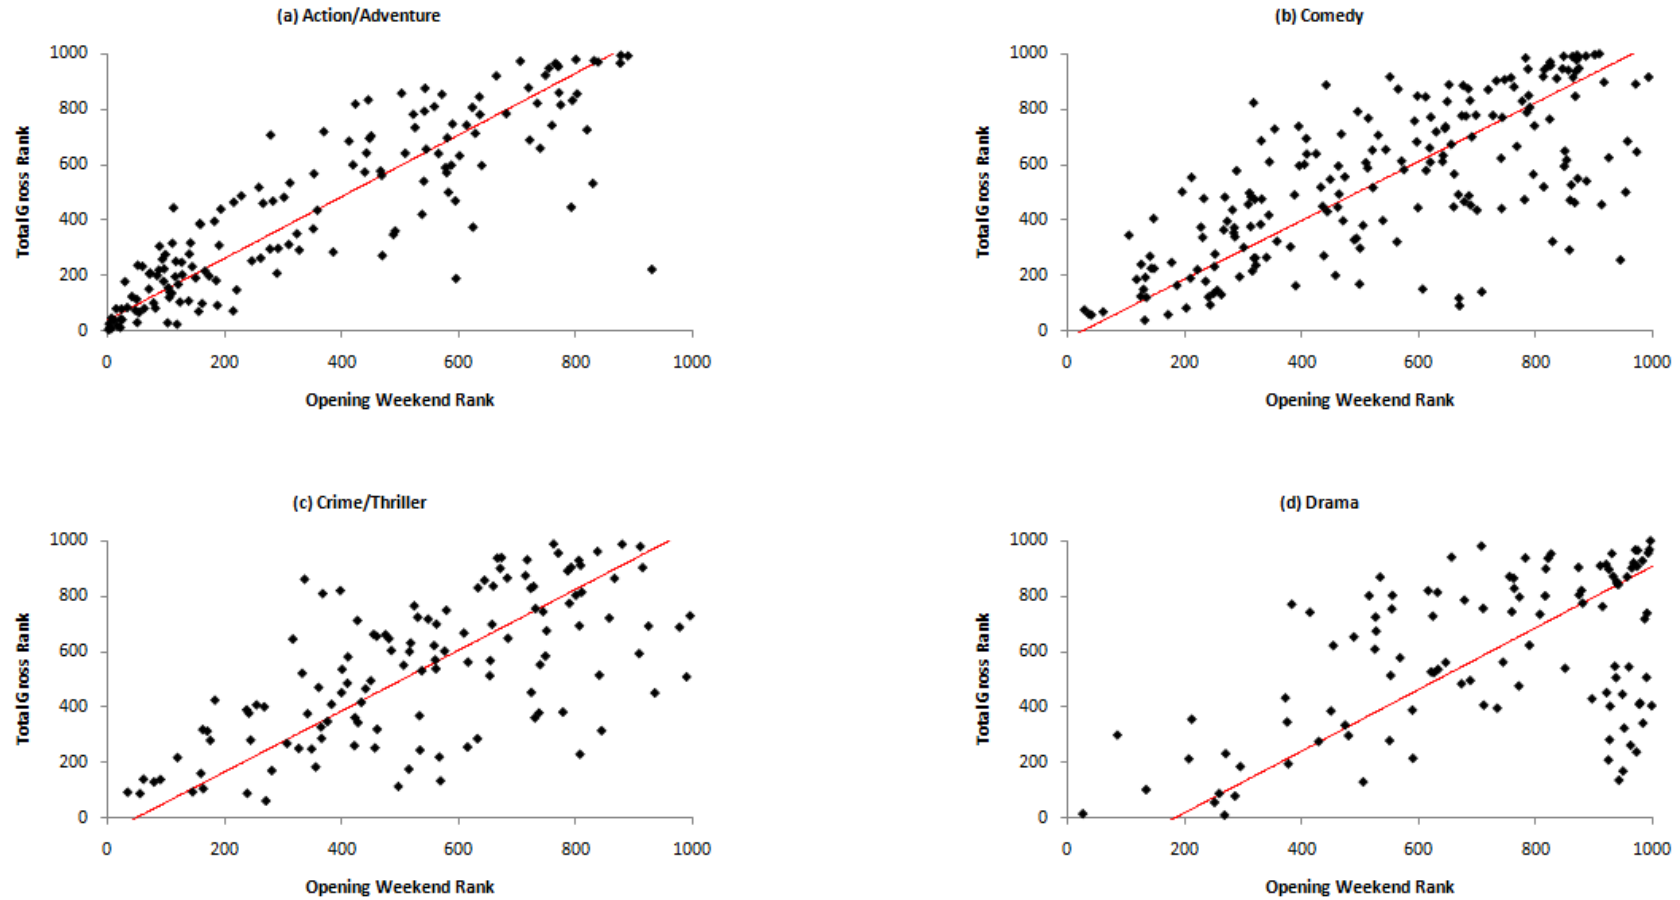 (a) Action/Adventure
Total Gross Rank
1000
800
600
400
200
0
0 200 400 600 800 1000
Opening Weekend Rank
(b) Comedy
Total Gross Rank
1000
800
600
400
200
0
0 200 400 600 800 1000
Opening Weekend Rank
(c) Crime/Thriller
Total Gross Rank
1000
800
600
400
200
0
0 200 400 600 800 1000
Opening Weekend Rank
(d) Drama
Total Gross Rank
1000
800
600
400
200
0
0 200 400 600 800 1000
Opening Weekend Rank